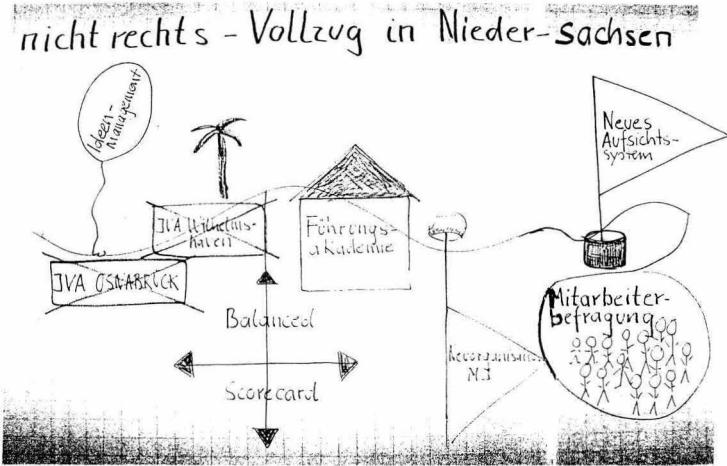 nicht rechts - Vollzug in Nieder-Sachsen
Ideen-
Management
JVA Wilhelms-
haven
JVA OSNABRÜCK
Führungs-
akademie
Neues
Aufsichts-
system
Mitarbeiter-
befragung
Balanced
Scorecard
MJ